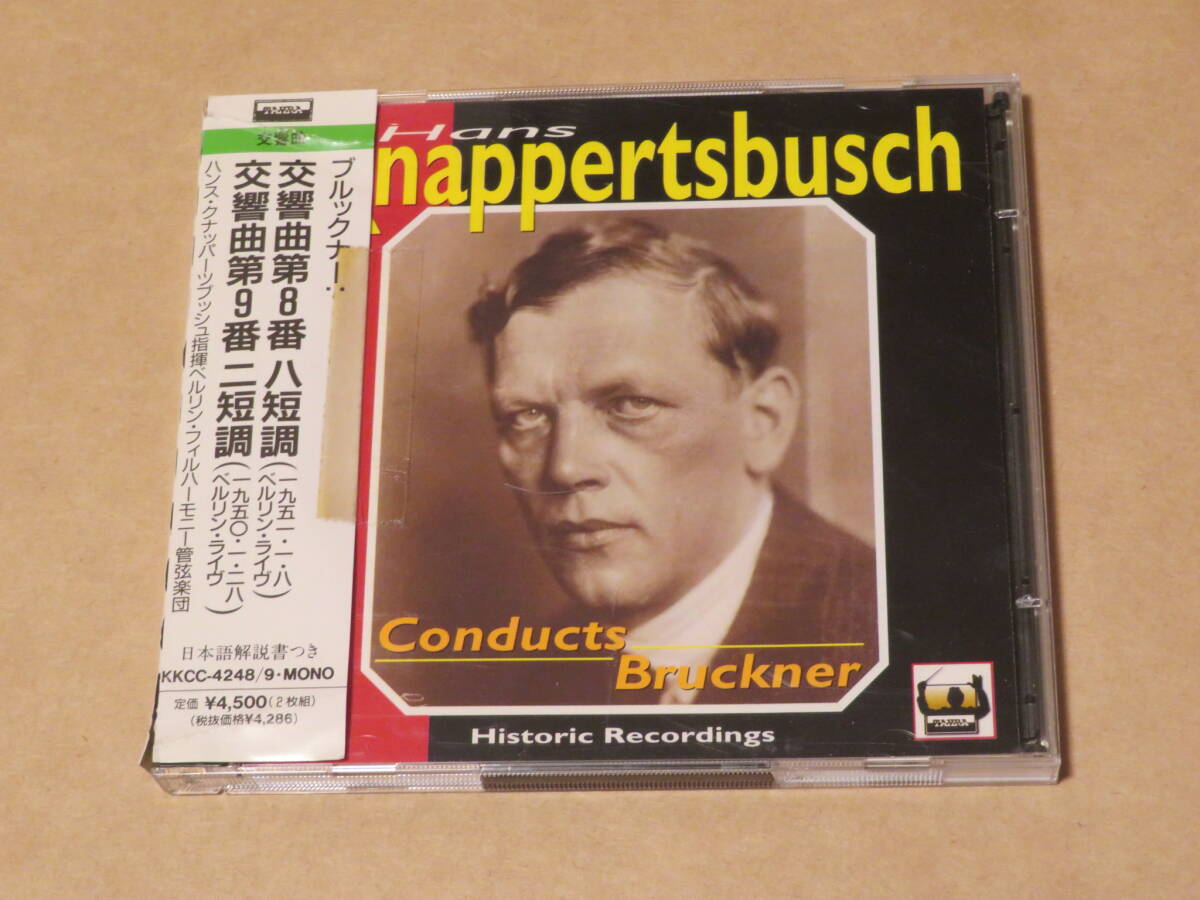 交響曲
ブルックナー:
交響曲第8番 ハ短調(一九五一・一・八)(ベルリン・ライヴ)
交響曲第9番 ニ短調(一九五〇・一・二八)(ベルリン・ライヴ)
ハンス・クナッパーツブッシュ指揮ベルリン・フィルハーモニー管弦楽団
日本語解説書つき
KKCC-4248/9・MONO
定価 ¥4,500(2枚組)
(税抜価格¥4,286)
Hans
nappertsbusch
Conducts
Bruckner
Historic Recordings